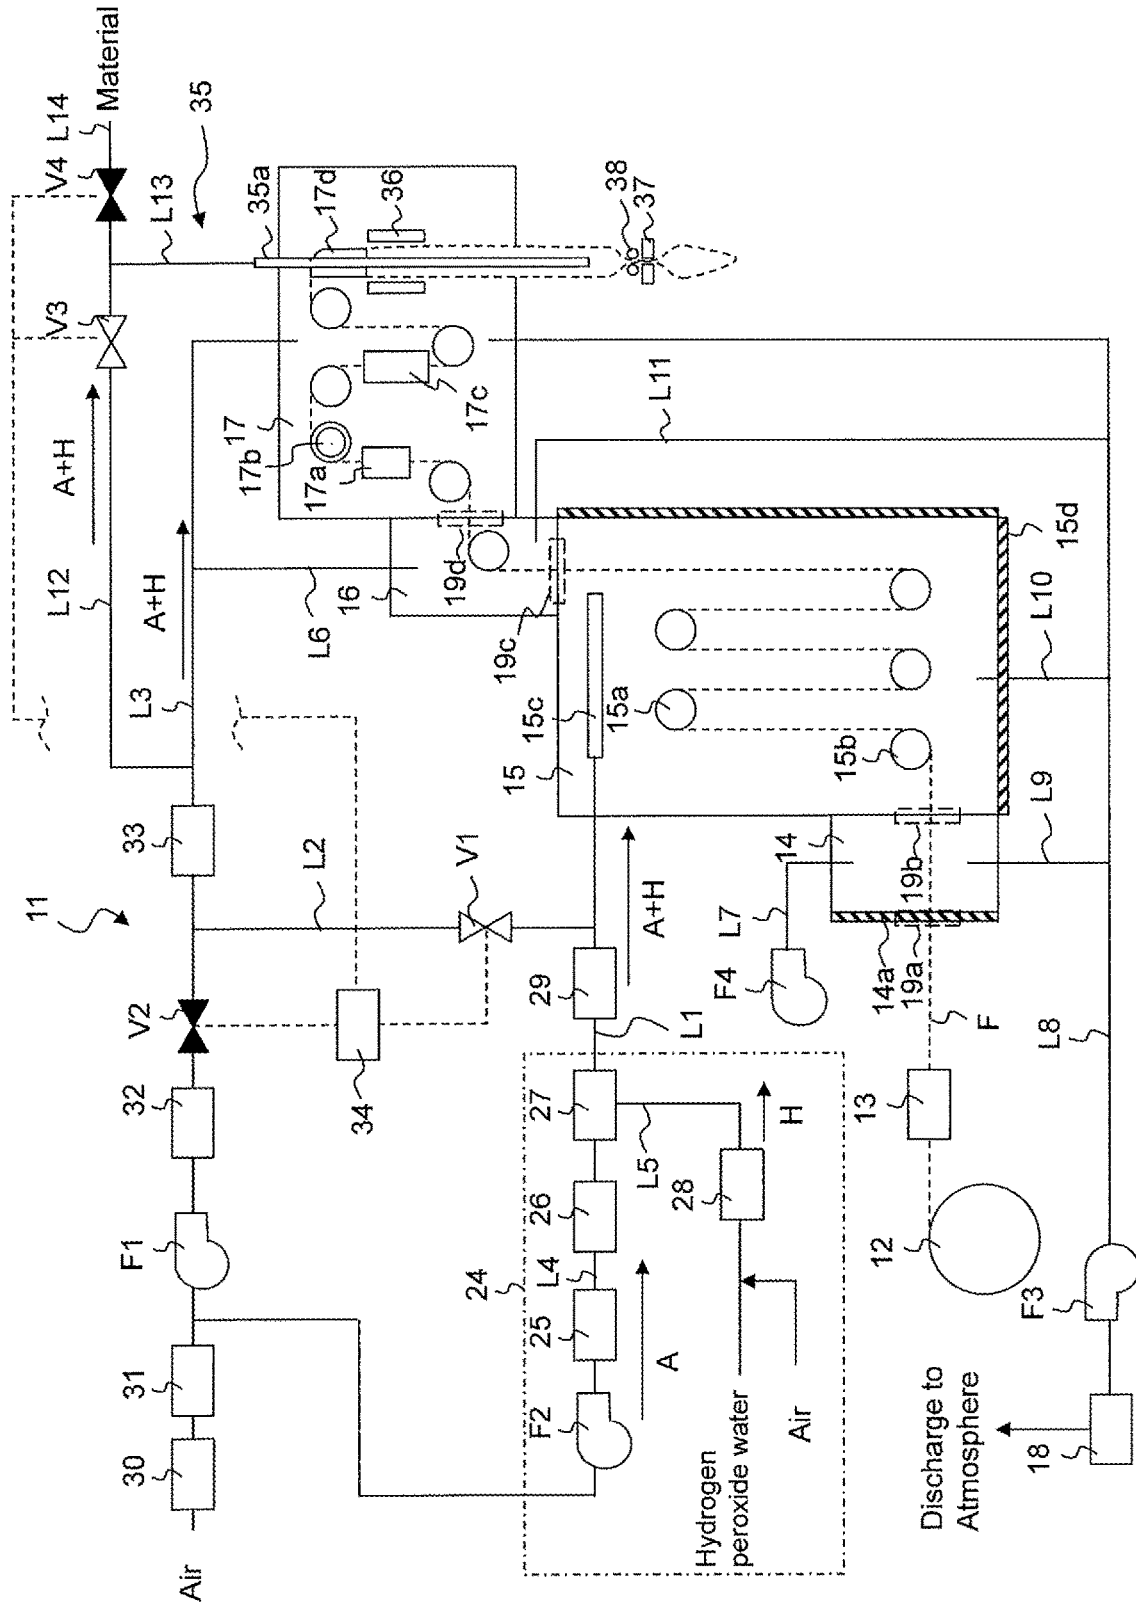 Air
30
31
F1
32
V2
11
33
L3
A+H
L12
A+H
V3
L13
V4
L14
Material
35
35a
17d
36
38
37
34
L2
V1
L6
16
17
17b
17a
17c
19d
19c
L11
24
F2
25
L4
26
27
L1
29
A+H
15
15c
15a
15b
15d
A
L5
28
H
Hydrogen
peroxide water
Air
F4
L7
14
14a
19a
19b
F
13
12
L8
L9
L10
F3
18
Discharge to
Atmosphere